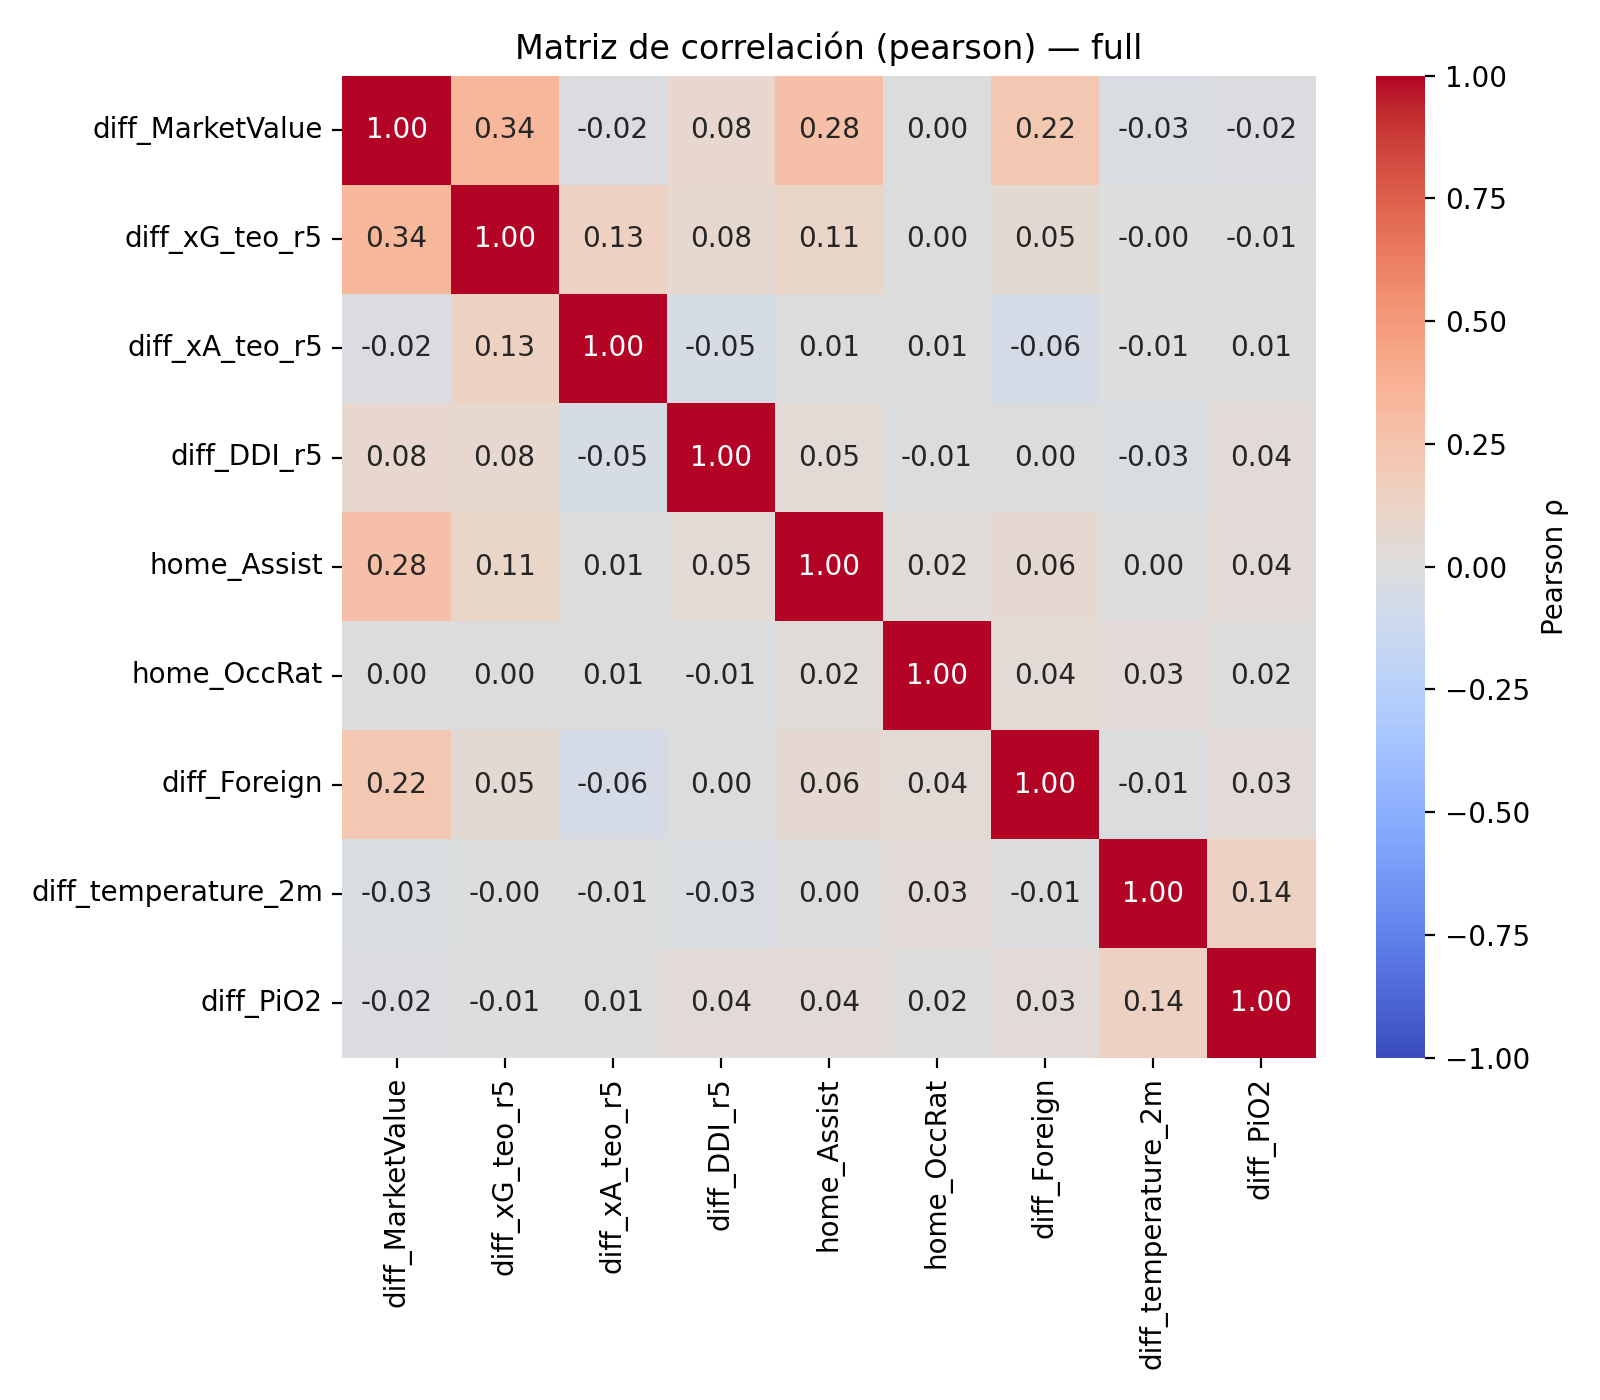 Matriz de correlación (pearson) — full
diff_MarketValue 1.00 0.34 -0.02 0.08 0.28 0.00 0.22 -0.03 -0.02
diff_xG_teo_r5 0.34 1.00 0.13 0.08 0.11 0.00 0.05 -0.00 -0.01
diff_xA_teo_r5 -0.02 0.13 1.00 -0.05 0.01 0.01 -0.06 -0.01 0.01
diff_DDI_r5 0.08 0.08 -0.05 1.00 0.05 -0.01 0.00 -0.03 0.04
home_Assist 0.28 0.11 0.01 0.05 1.00 0.02 0.06 0.00 0.04
home_OccRat 0.00 0.00 0.01 -0.01 0.02 1.00 0.04 0.03 0.02
diff_Foreign 0.22 0.05 -0.06 0.00 0.06 0.04 1.00 -0.01 0.03
diff_temperature_2m -0.03 -0.00 -0.01 -0.03 0.00 0.03 -0.01 1.00 0.14
diff_PiO2 -0.02 -0.01 0.01 0.04 0.04 0.02 0.03 0.14 1.00
diff_MarketValue
diff_xG_teo_r5
diff_xA_teo_r5
diff_DDI_r5
home_Assist
home_OccRat
diff_Foreign
diff_temperature_2m
diff_PiO2
1.00
0.75
0.50
0.25
0.00
−0.25
−0.50
−0.75
−1.00
Pearson ρ